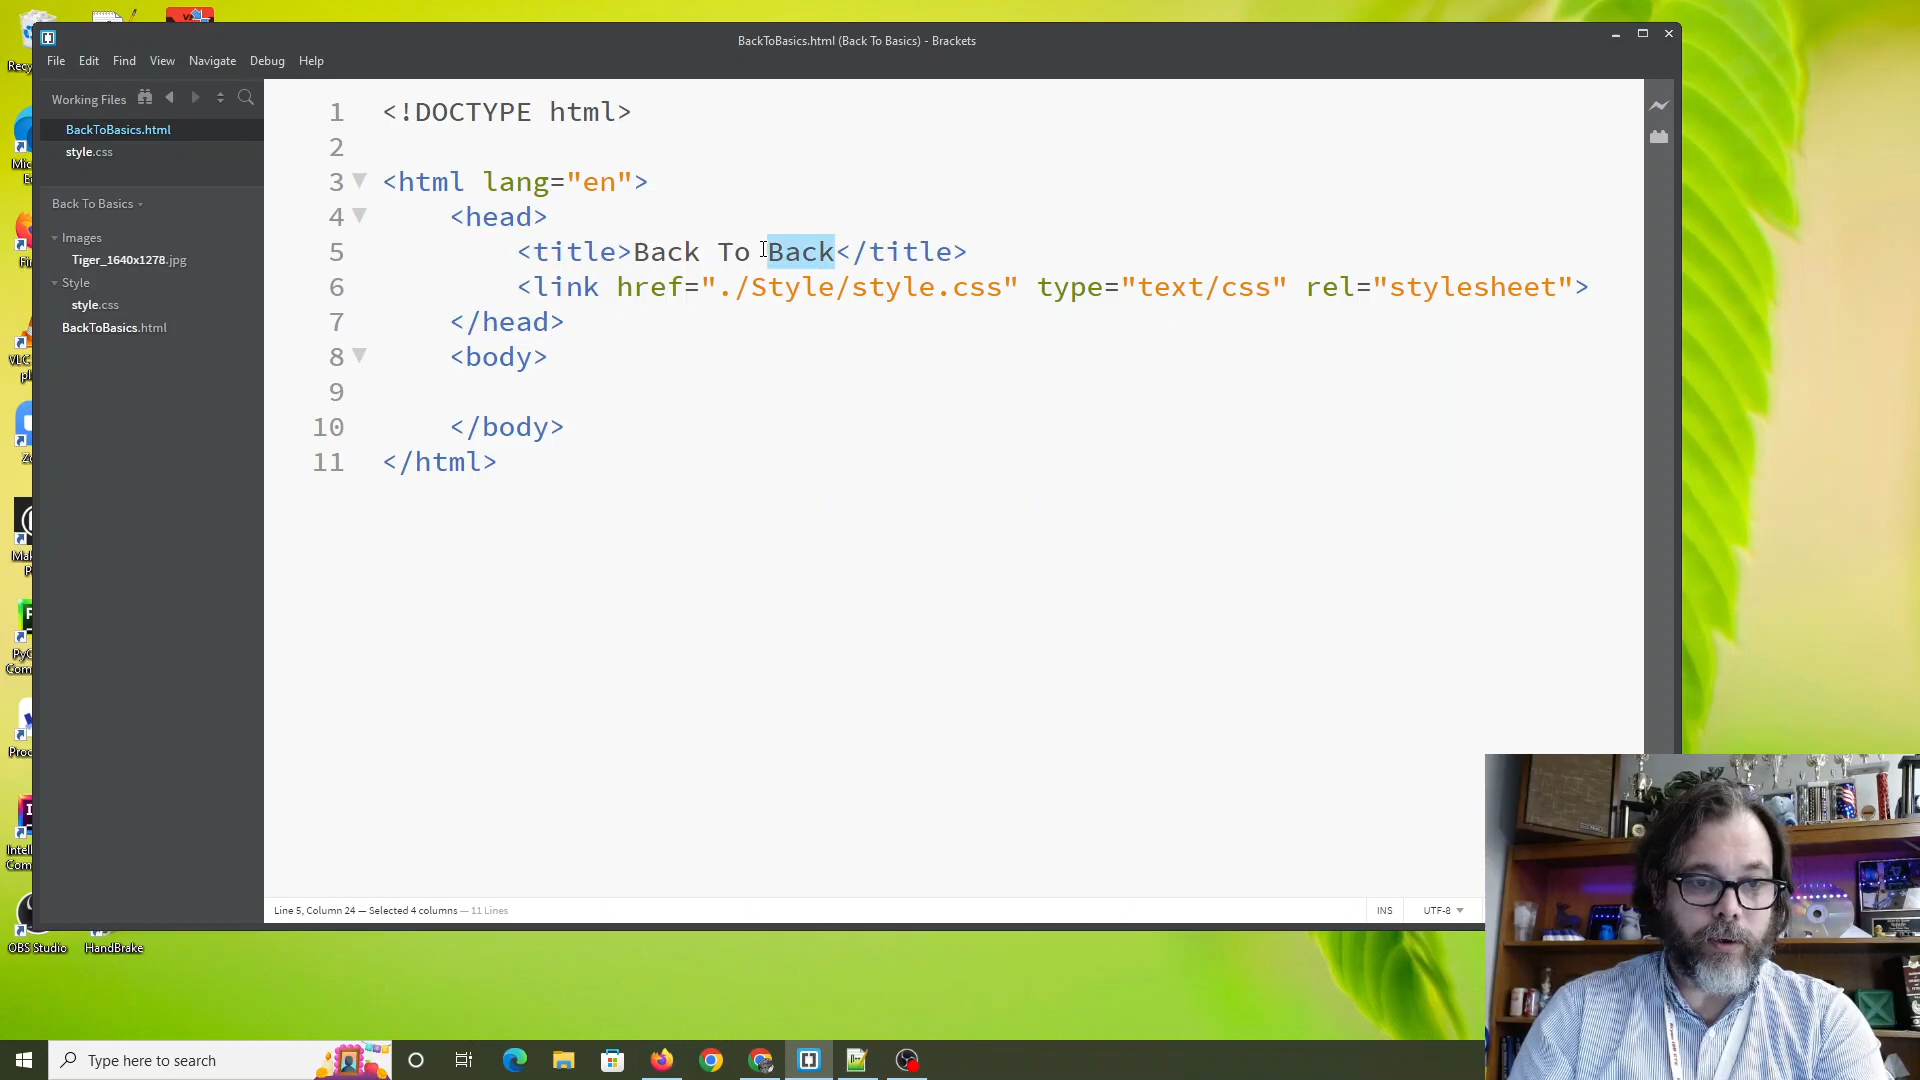 BackToBasics.html (Back To Basics) - Brackets
File Edit Find View Navigate Debug Help
Working Files
BackToBasics.html
style.css
Back To Basics
Images
Tiger_1640x1278.jpg
Style
style.css
BackToBasics.html
1 <!DOCTYPE html>
2
3 <html lang="en">
4 <head>
5 <title>Back To Back</title>
6 <link href="./Style/style.css" type="text/css" rel="stylesheet">
7 </head>
8 <body>
9
10 </body>
11 </html>
Line 5, Column 24 — Selected 4 columns — 11 Lines
INS UTF-8
OBS Studio HandBrake
Type here to search